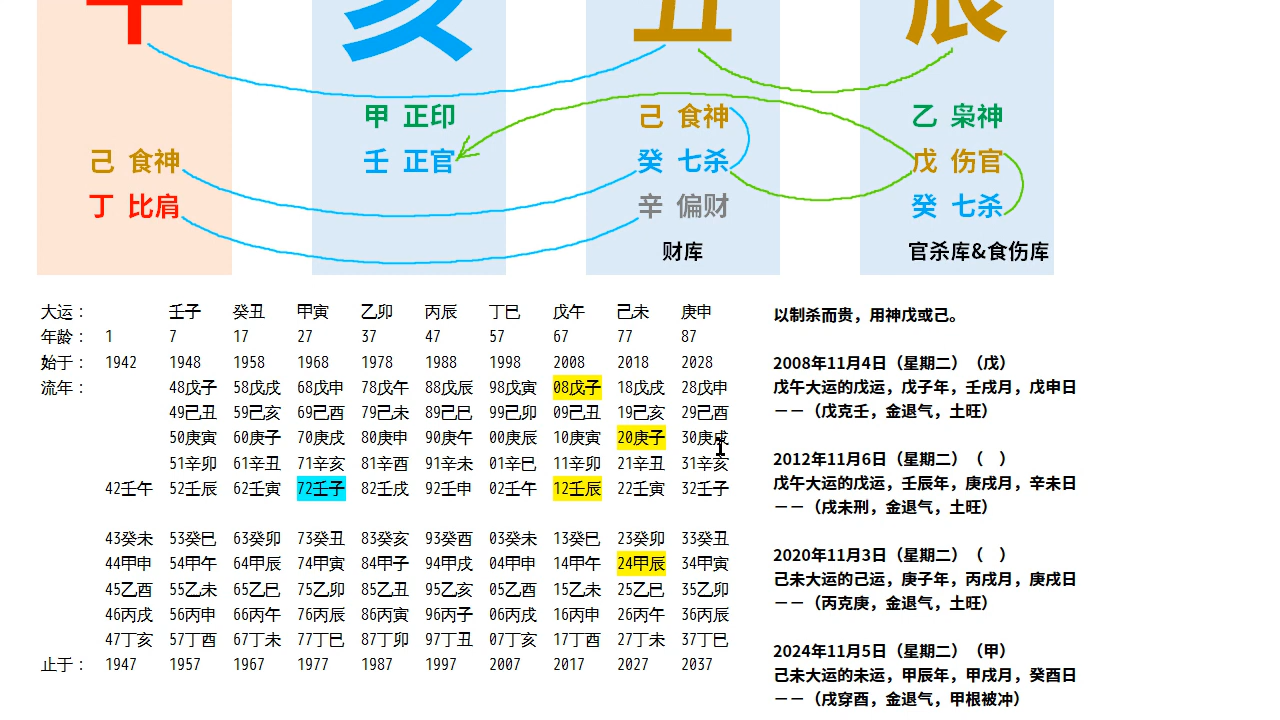 午 亥 丑 辰
甲 正印 己 食神 乙 枭神
己 食神 壬 正官 癸 七杀 戊 伤官
丁 比肩 辛 偏财 癸 七杀
财库 官杀库&食伤库
大运： 壬子 癸丑 甲寅 乙卯 丙辰 丁巳 戊午 己未 庚申
年龄： 1 7 17 27 37 47 57 67 77 87
始于： 1942 1948 1958 1968 1978 1988 1998 2008 2018 2028
流年： 48戊子 58戊戌 68戊申 78戊午 88戊辰 98戊寅 08戊子 18戊戌 28戊申
49己丑 59己亥 69己酉 79己未 89己巳 99己卯 09己丑 19己亥 29己酉
50庚寅 60庚子 70庚戌 80庚申 90庚午 00庚辰 10庚寅 20庚子 30庚戌
51辛卯 61辛丑 71辛亥 81辛酉 91辛未 01辛巳 11辛卯 21辛丑 31辛亥
42壬午 52壬辰 62壬寅 72壬子 82壬戌 92壬申 02壬午 12壬辰 22壬寅 32壬子
43癸未 53癸巳 63癸卯 73癸丑 83癸亥 93癸酉 03癸未 13癸巳 23癸卯 33癸丑
44甲申 54甲午 64甲辰 74甲寅 84甲子 94甲戌 04甲申 14甲午 24甲辰 34甲寅
45乙酉 55乙未 65乙巳 75乙卯 85乙丑 95乙亥 05乙酉 15乙未 25乙巳 35乙卯
46丙戌 56丙申 66丙午 76丙辰 86丙寅 96丙子 06丙戌 16丙申 26丙午 36丙辰
47丁亥 57丁酉 67丁未 77丁巳 87丁卯 97丁丑 07丁亥 17丁酉 27丁未 37丁巳
止于： 1947 1957 1967 1977 1987 1997 2007 2017 2027 2037
以制杀而贵，用神戊或己。
2008年11月4日（星期二）（戊）
戊午大运的戊运，戊子年，壬戌月，戊申日
——（戊克壬，金退气，土旺）
2012年11月6日（星期二）（ ）
戊午大运的戊运，壬辰年，庚戌月，辛未日
——（戌未刑，金退气，土旺）
2020年11月3日（星期二）（ ）
己未大运的己运，庚子年，丙戌月，庚戌日
——（丙克庚，金退气，土旺）
2024年11月5日（星期二）（甲）
己未大运的未运，甲辰年，甲戌月，癸酉日
——（戌穿酉，金退气，甲根被冲）